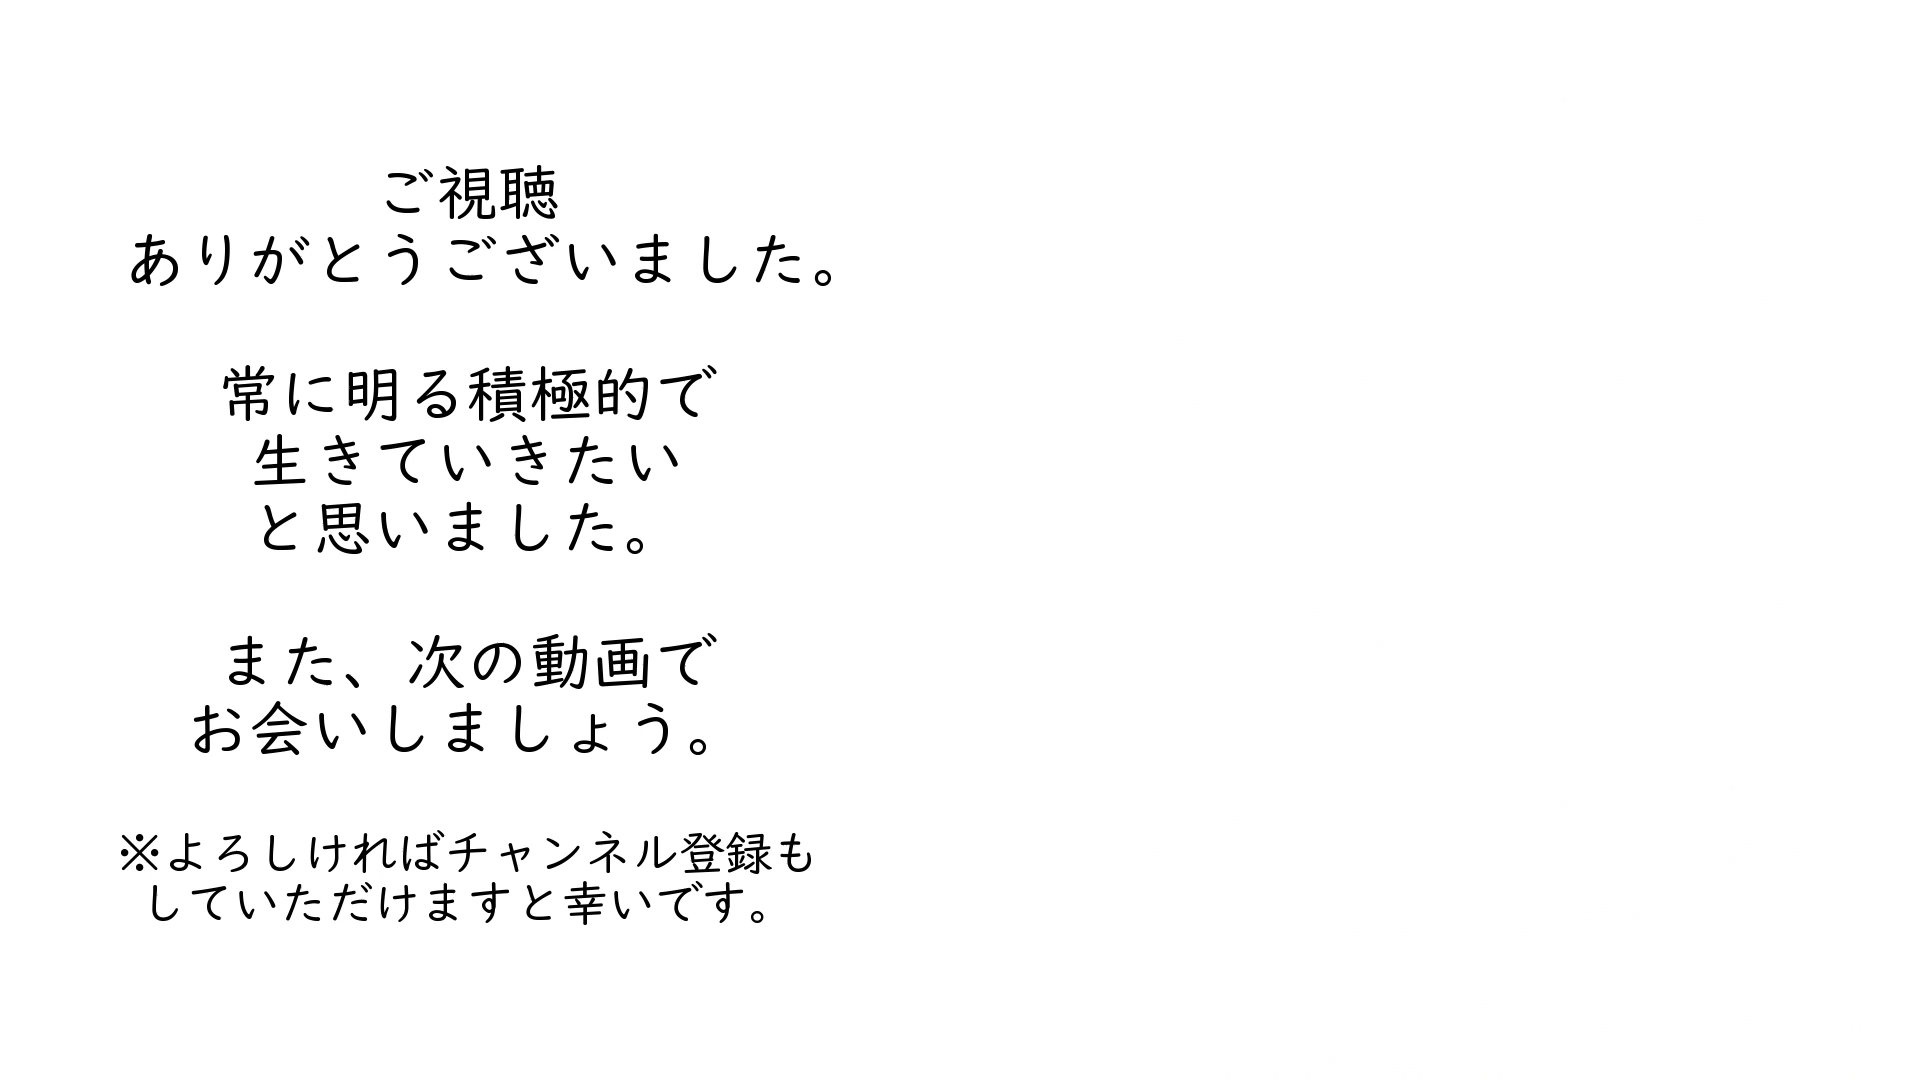 ご視聴
ありがとうございました。
常に明る積極的で
生きていきたい
と思いました。
また、次の動画で
お会いしましょう。
※よろしければチャンネル登録も
していただけますと幸いです。